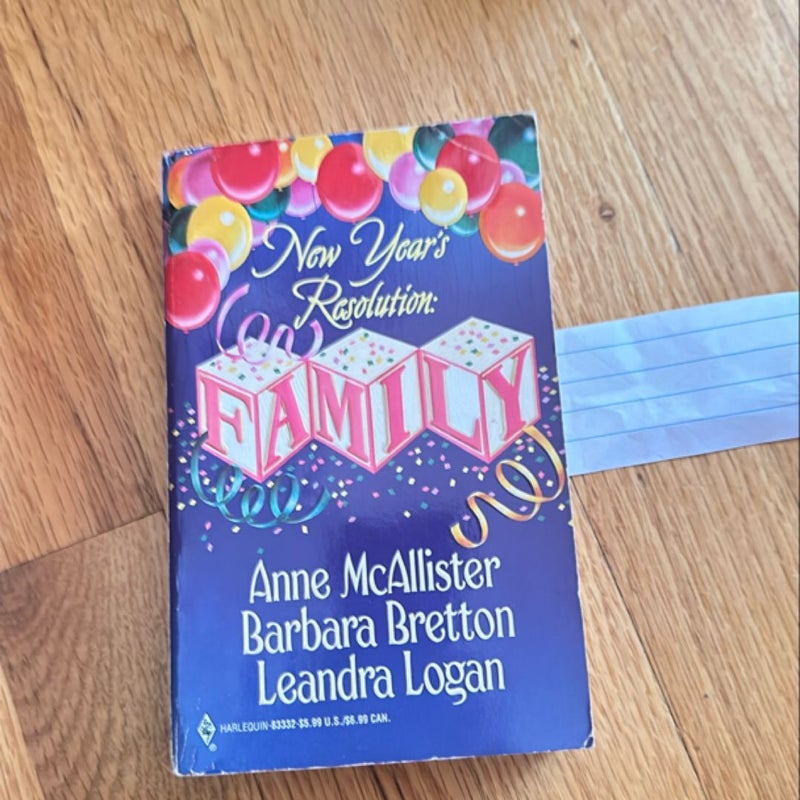 New Year's
Resolution:
FAMILY
Anne McAllister
Barbara Bretton
Leandra Logan
HARLEQUIN-83332-$5.99 U.S./$6.99 CAN.